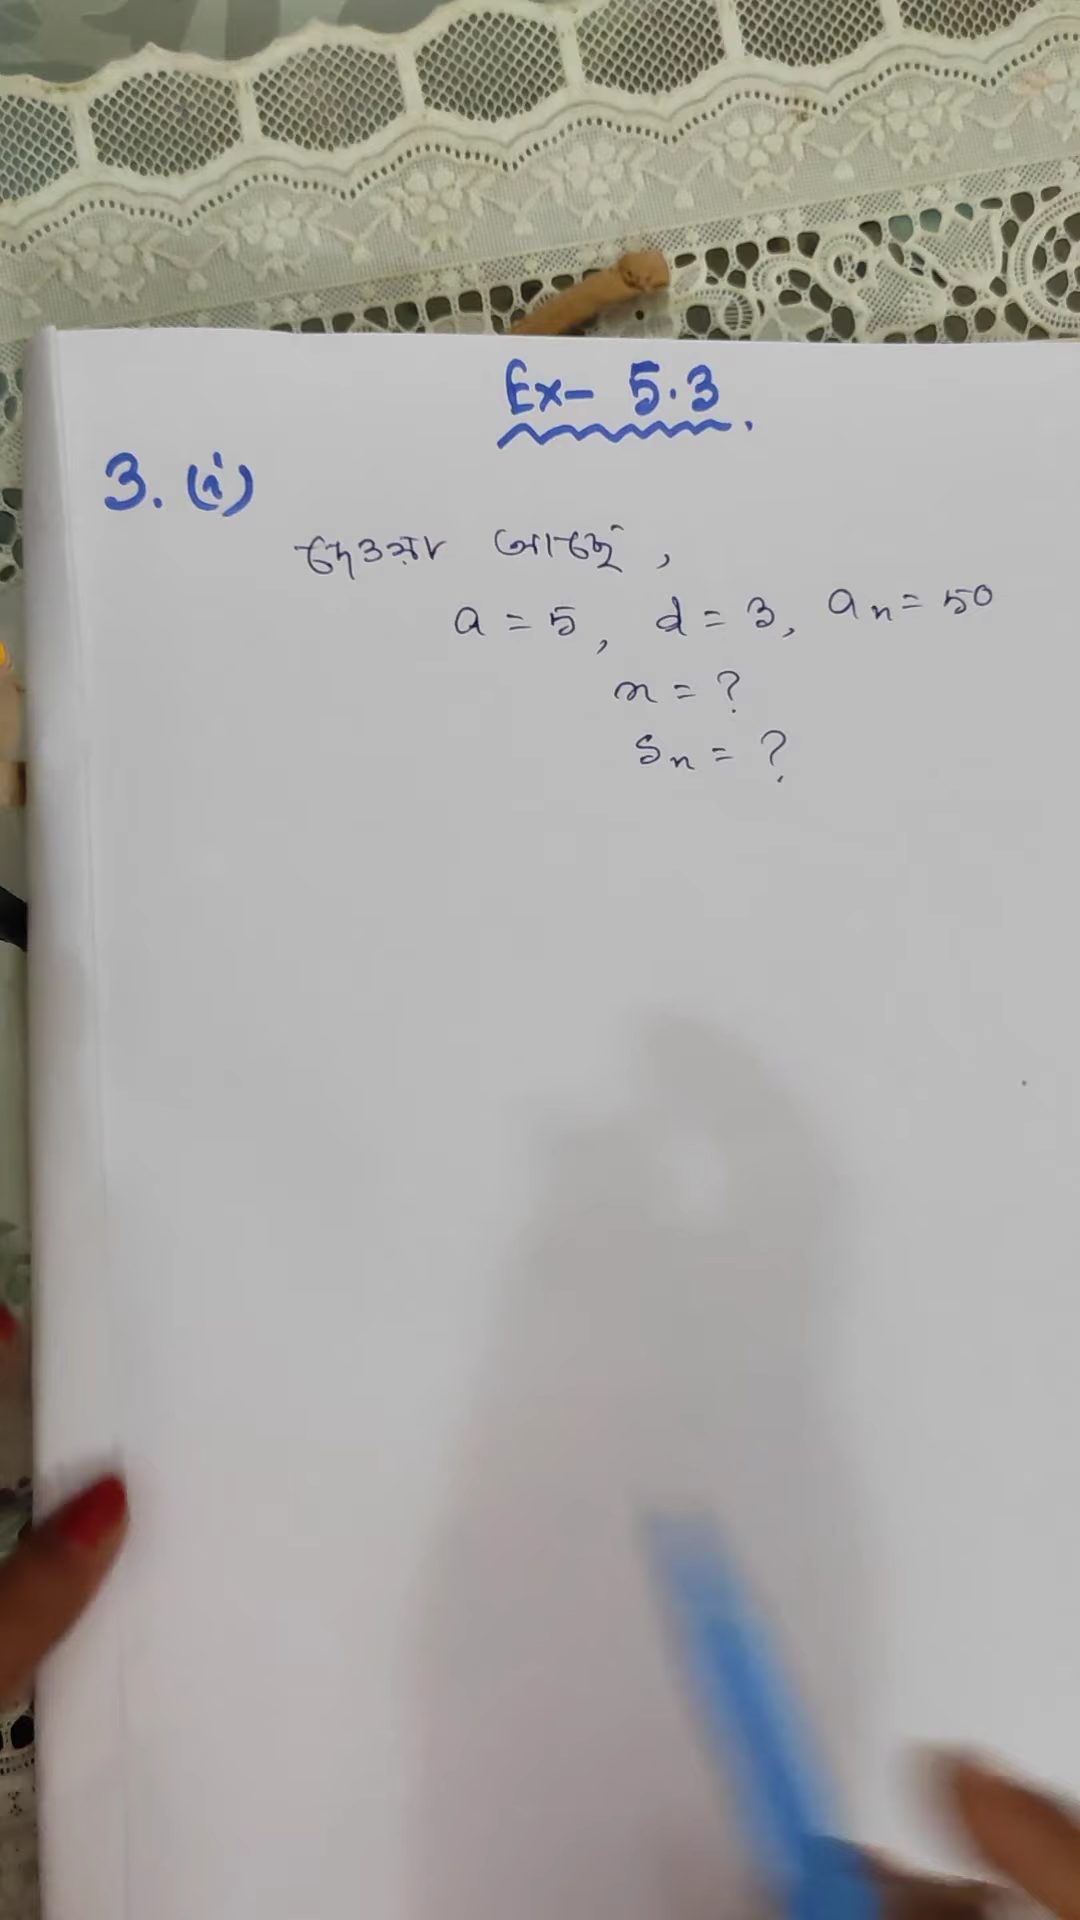 Ex- 5.3
3. (i)
দেওয়া আছে,
a = 5, d = 3, an = 50
n = ?
Sn = ?